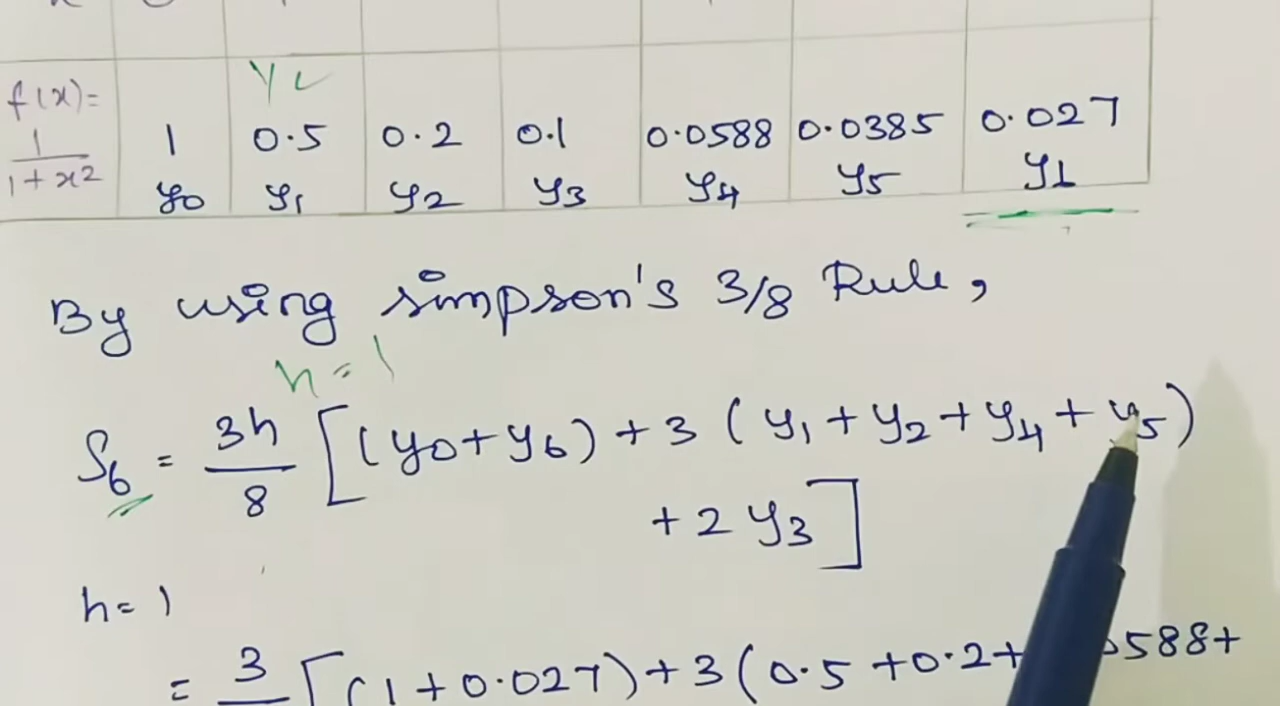 f(x)= 1/1+x² 1 0.5 0.2 0.1 0.0588 0.0385 0.027
y0 y1 y2 y3 y4 y5 y1
By using simpson's 3/8 Rule,
h=1
S6 = 3h/8 [(y0+y6)+3(y1+y2+y4+y5)
+2y3]
h=1
= 3 [(1+0.027)+3(0.5+0.2+ 0588+